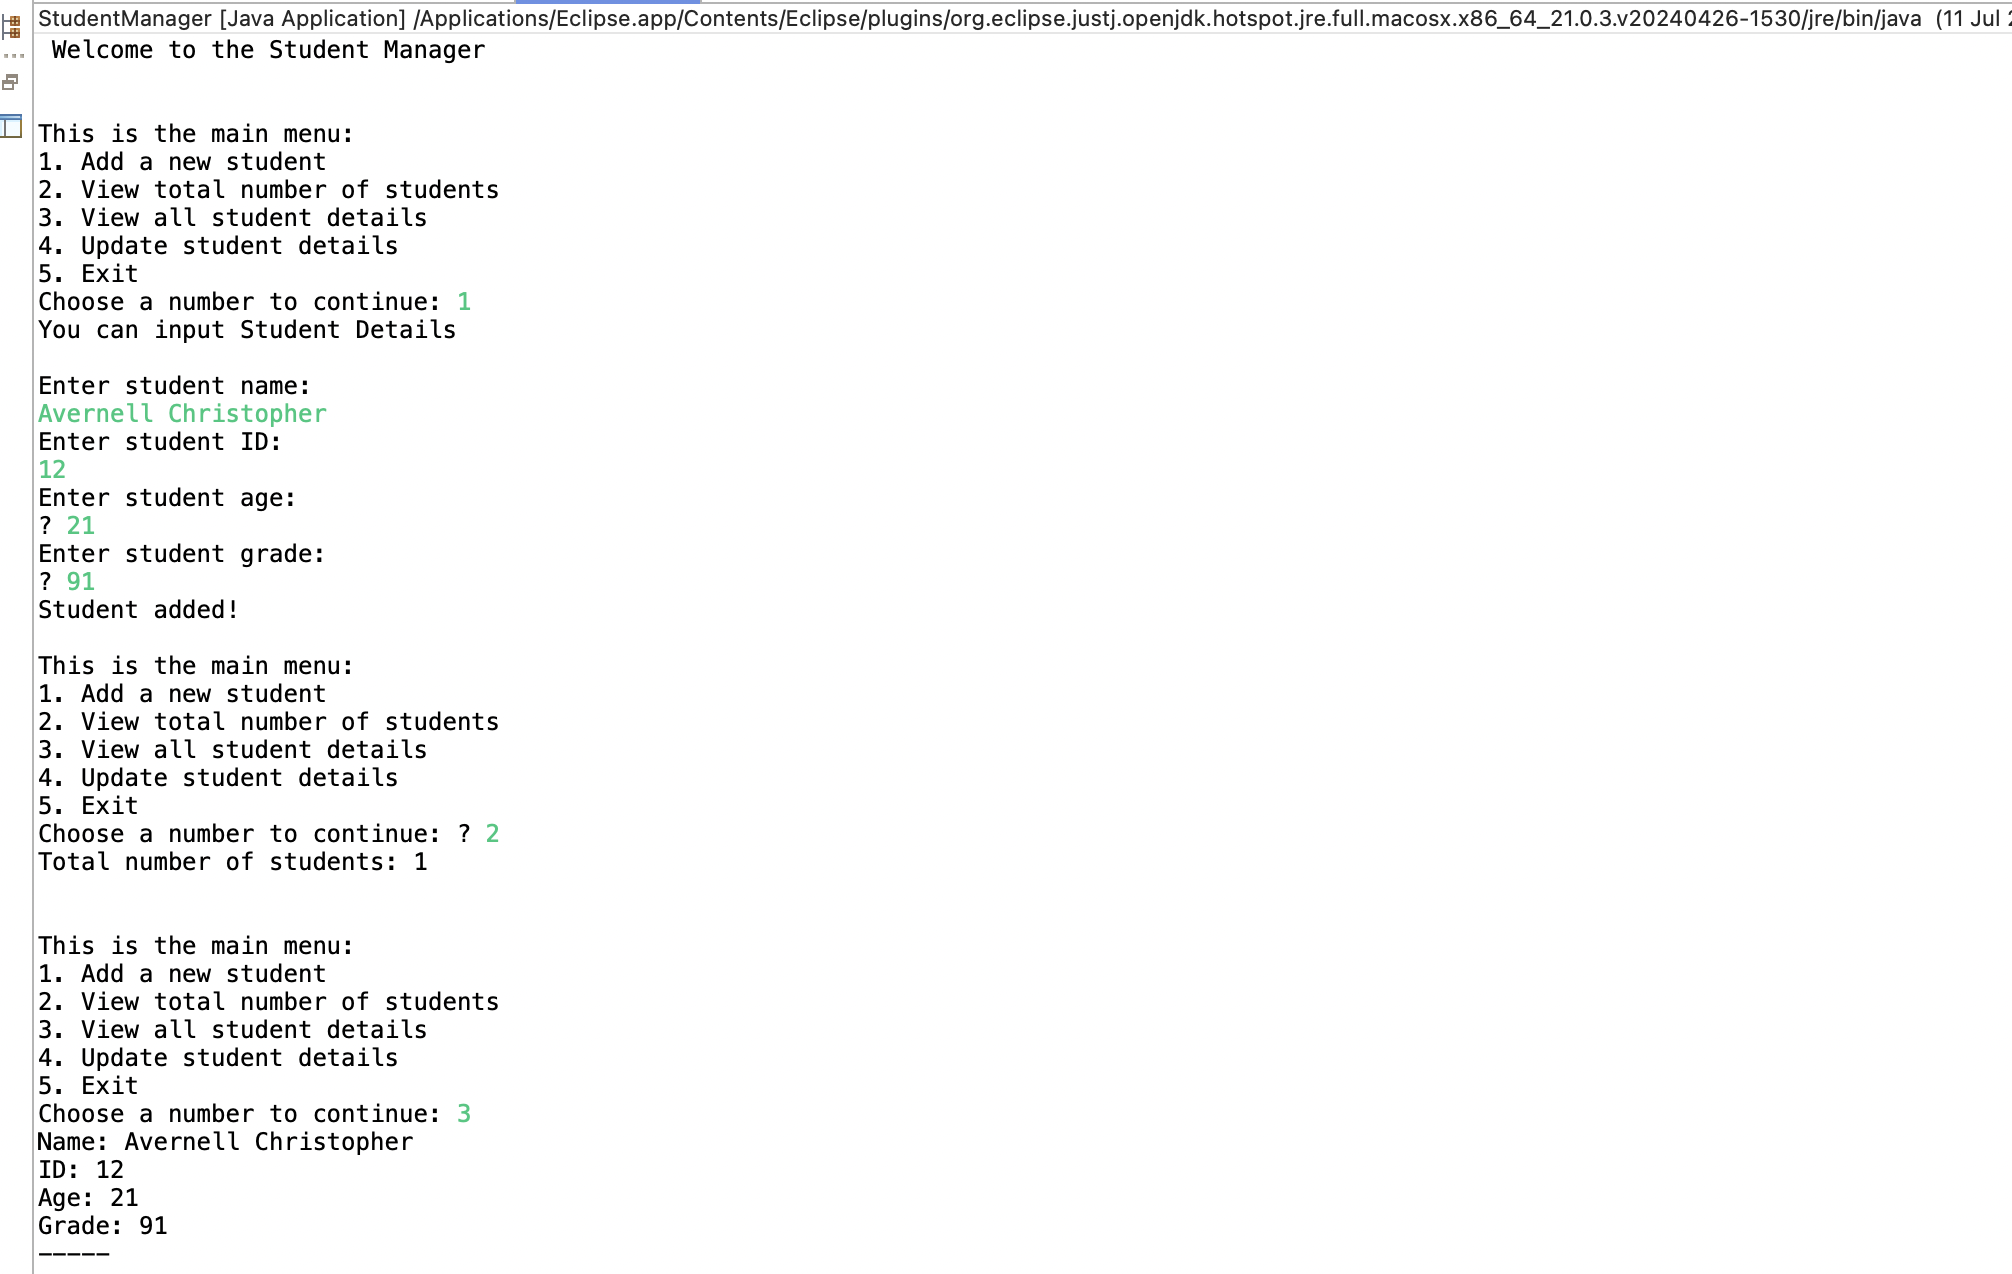 StudentManager [Java Application] /Applications/Eclipse.app/Contents/Eclipse/plugins/org.eclipse.justj.openjdk.hotspot.jre.full.macosx.x86_64_21.0.3.v20240426-1530/jre/bin/java (11 Jul
Welcome to the Student Manager
This is the main menu:
1. Add a new student
2. View total number of students
3. View all student details
4. Update student details
5. Exit
Choose a number to continue: 1
You can input Student Details
Enter student name:
Avernell Christopher
Enter student ID:
12
Enter student age:
? 21
Enter student grade:
? 91
Student added!
This is the main menu:
1. Add a new student
2. View total number of students
3. View all student details
4. Update student details
5. Exit
Choose a number to continue: ? 2
Total number of students: 1
This is the main menu:
1. Add a new student
2. View total number of students
3. View all student details
4. Update student details
5. Exit
Choose a number to continue: 3
Name: Avernell Christopher
ID: 12
Age: 21
Grade: 91
-----